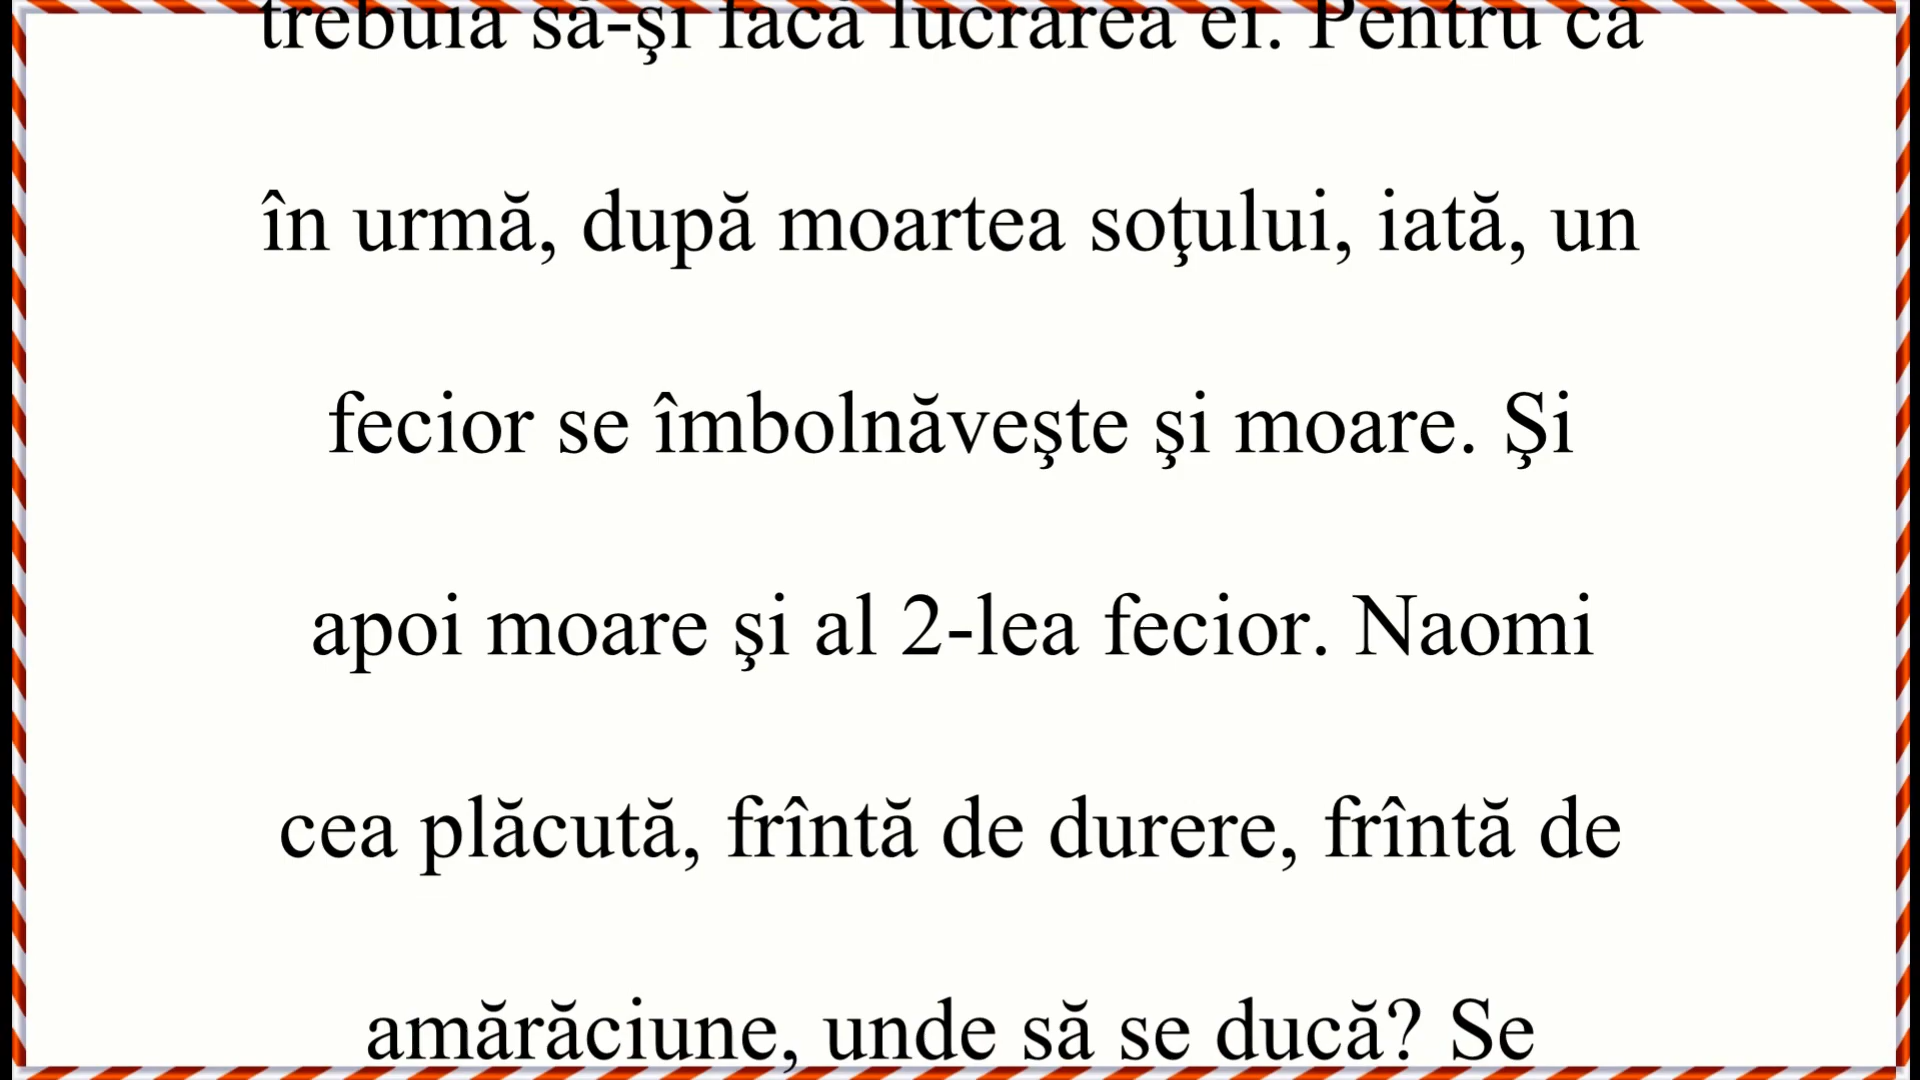 trebuia să-şi facă lucrarea ei. Pentru că
în urmă, după moartea soţului, iată, un
fecior se îmbolnăveşte şi moare. Şi
apoi moare şi al 2-lea fecior. Naomi
cea plăcută, frîntă de durere, frîntă de
amărăciune, unde să se ducă? Se